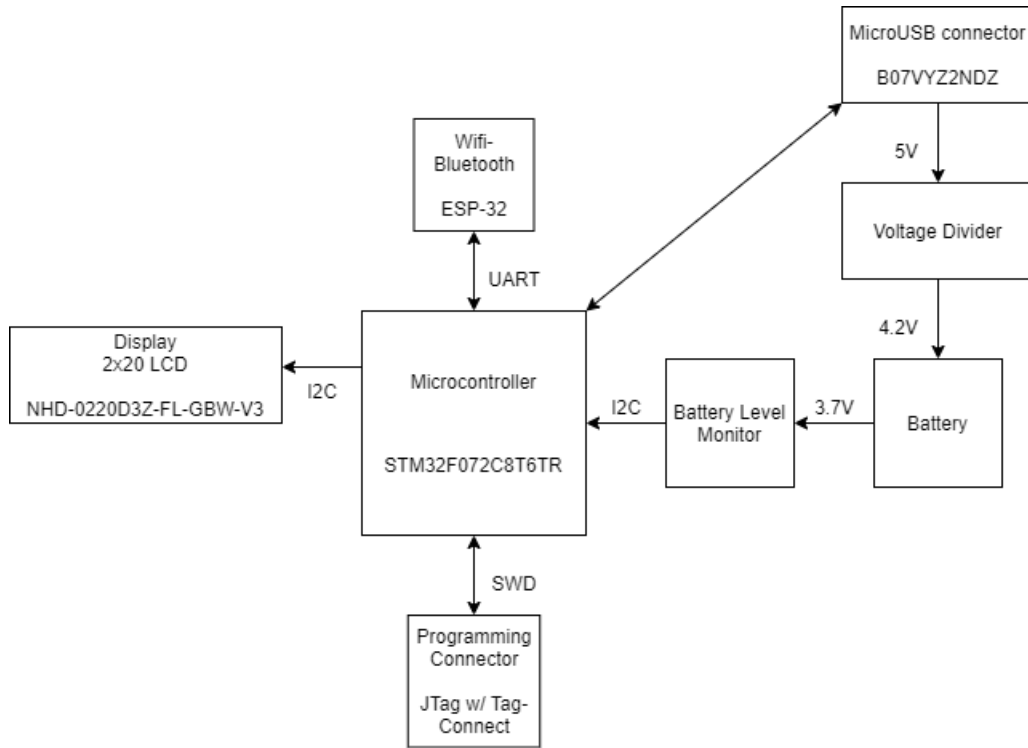 MicroUSB connector
B07VYZ2NDZ
5V
Voltage Divider
4.2V
Battery
3.7V
Battery Level
Monitor
I2C
Wifi-
Bluetooth
ESP-32
UART
Microcontroller
STM32F072C8T6TR
I2C
Display
2x20 LCD
NHD-0220D3Z-FL-GBW-V3
SWD
Programming
Connector
JTag w/ Tag-
Connect